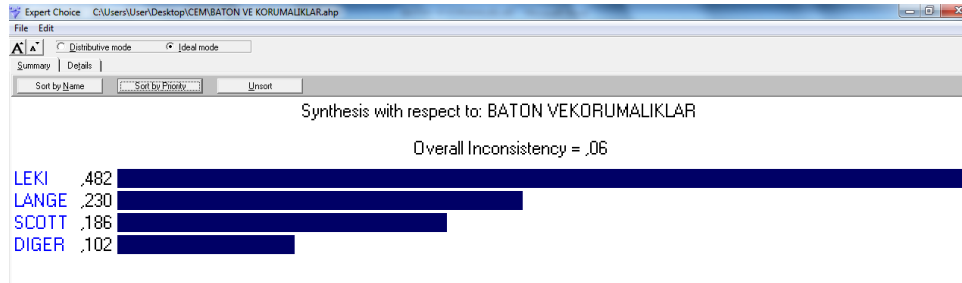 Expert Choice C:\Users\User\Desktop\CEM\BATON VE KORUMALIKLAR.ahp
File Edit
A A Distributive mode Ideal mode
Summary Details
Sort by Name Sort by Priority Unsort
Synthesis with respect to: BATON VEKORUMALIKLAR
Overall Inconsistency = ,06
LEKI ,482
LANGE ,230
SCOTT ,186
DIGER ,102